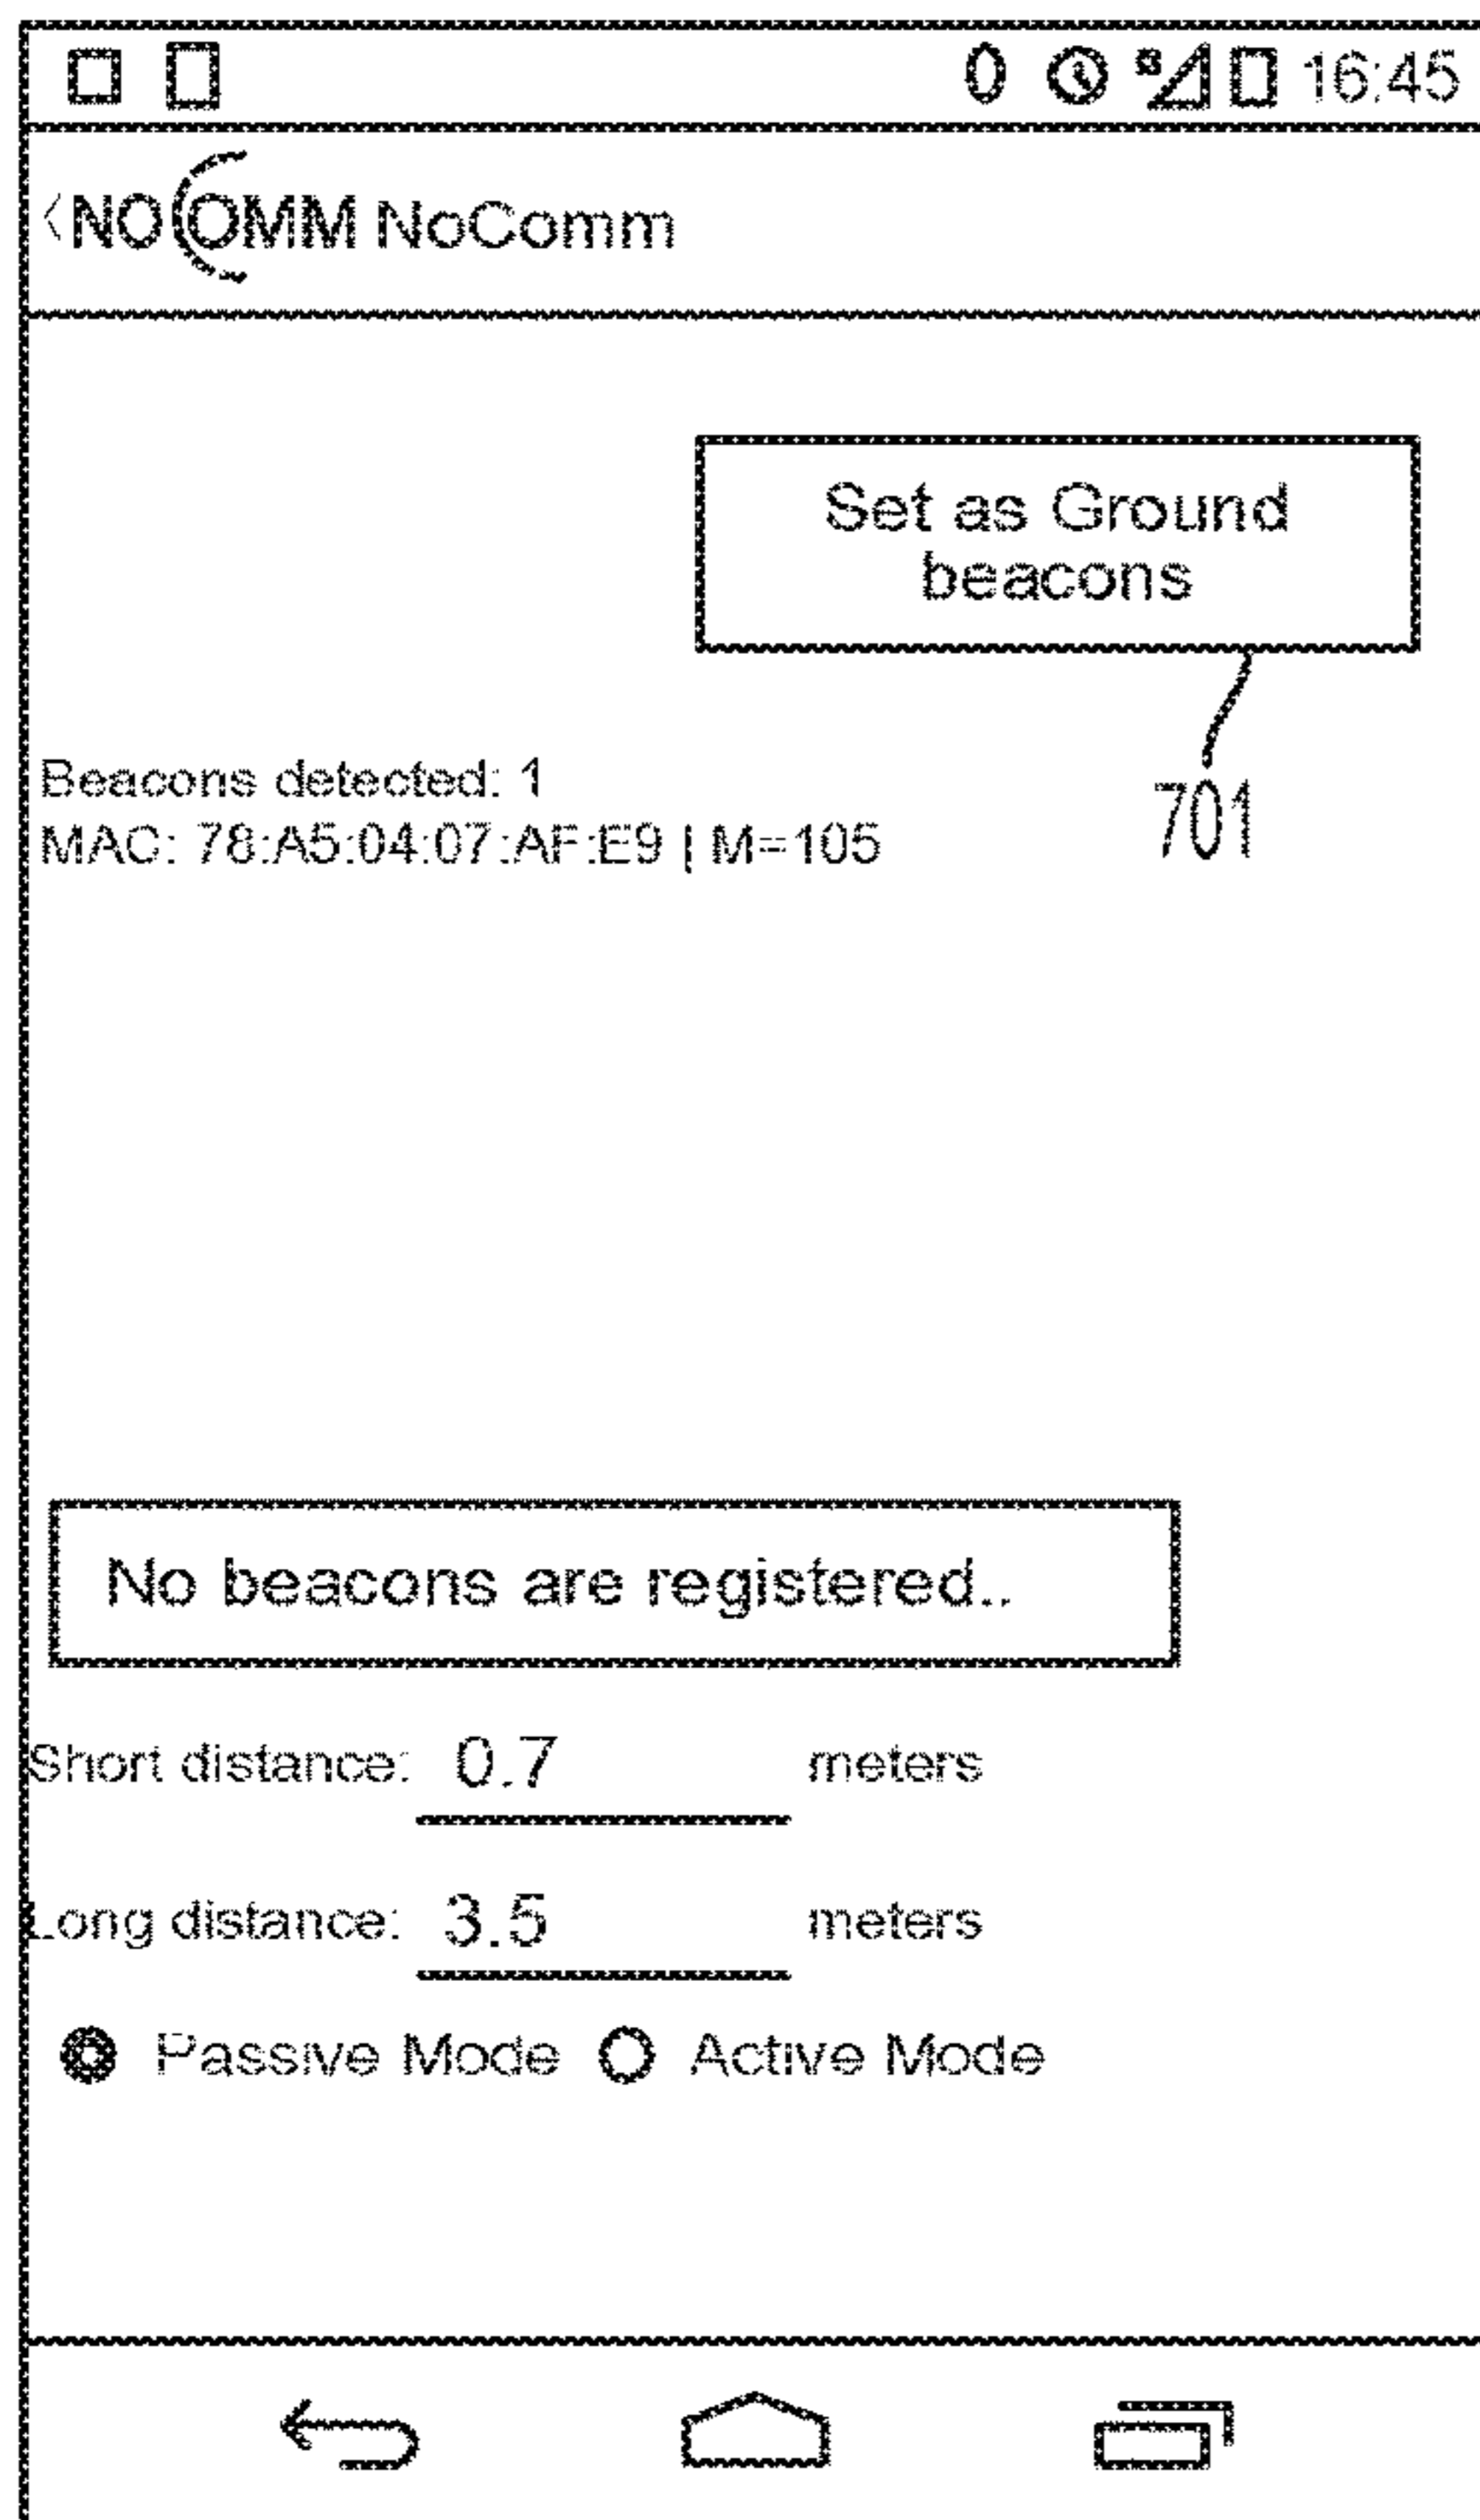 16:45
NOCOMM NoComm
Set as Ground
beacons
701
Beacons detected: 1
MAC: 78:A5:04:07:AF:E9 | M=105
No beacons are registered..
Short distance: 0.7 meters
Long distance: 3.5 meters
Passive Mode Active Mode